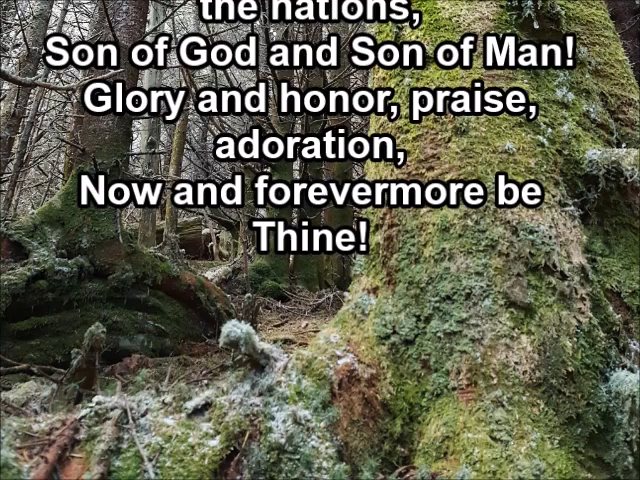 the nations,
Son of God and Son of Man!
Glory and honor, praise,
adoration,
Now and forevermore be
Thine!